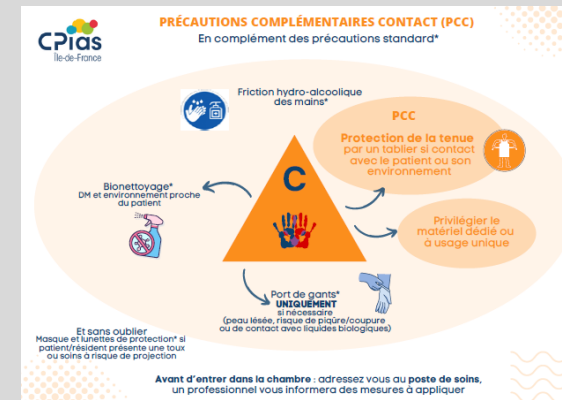 PRÉCAUTIONS COMPLÉMENTAIRES CONTACT (PCC)
En complément des précautions standard*
CPias
Île-de-France
Friction hydro-alcoolique
des mains*
PCC
Protection de la tenue
par un tablier si contact
avec le patient ou son
environnement
C
Bionettoyage*
DM et environnement proche
du patient
Privilégier le
matériel dédié ou
à usage unique
Port de gants*
UNIQUEMENT
si nécessaire
(peau lésée, risque de piqûre/coupure
ou de contact avec liquides biologiques)
Et sans oublier
Masque et lunettes de protection* si
patient/résident présente une toux
ou soins à risque de projection
Avant d'entrer dans la chambre : adressez vous au poste de soins,
un professionnel vous informera des mesures à appliquer